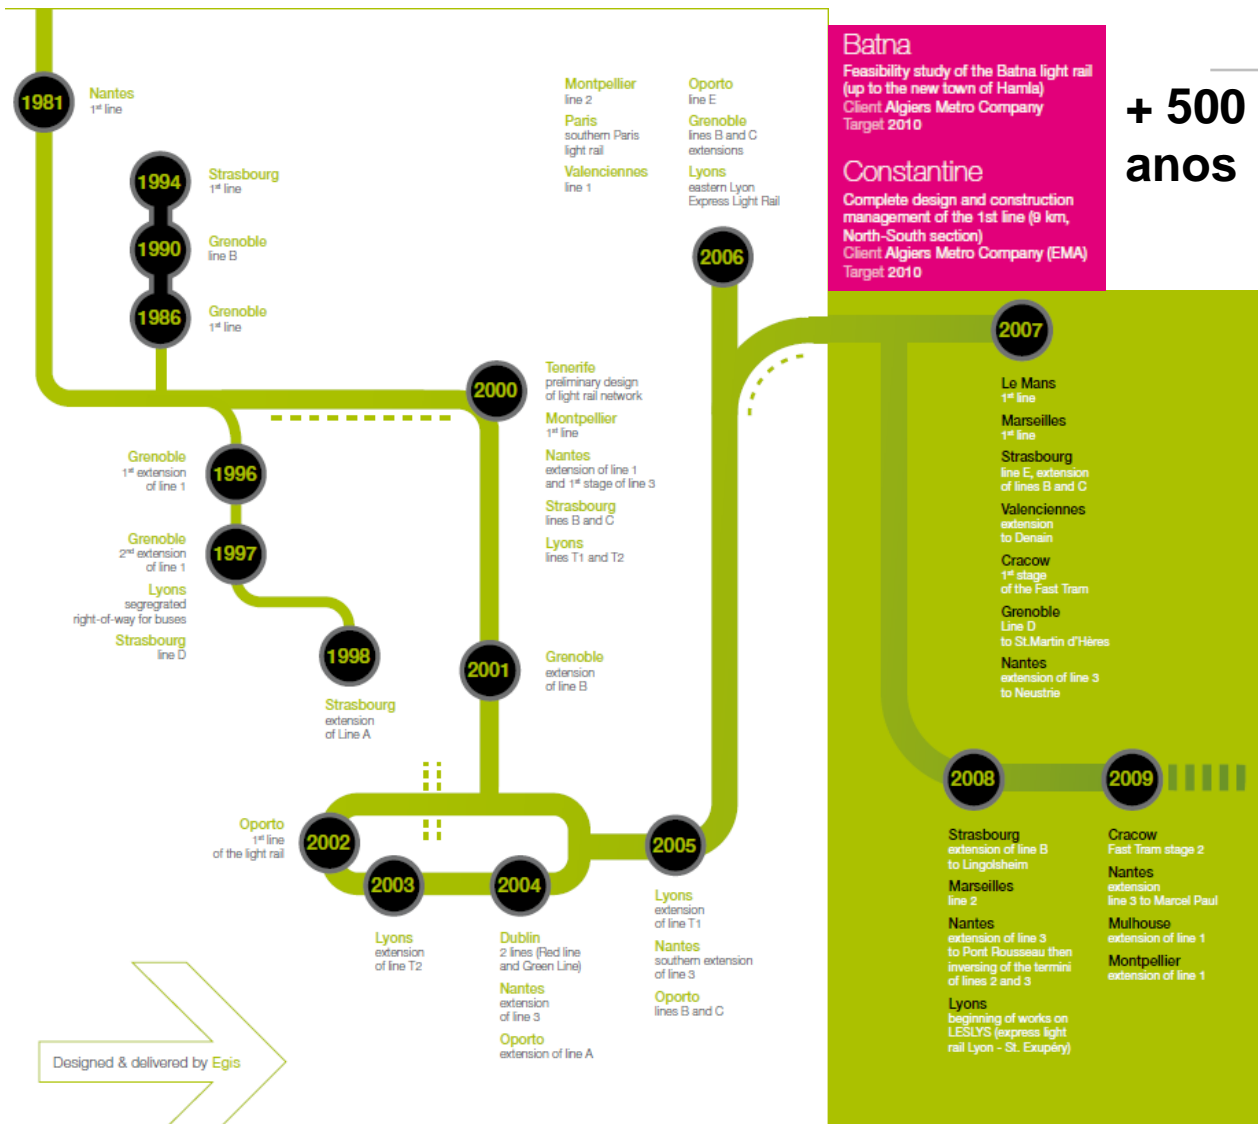 1981
Nantes
1st line
1994
Strasbourg
1st line
1990
Grenoble
line B
1986
Grenoble
1st line
Montpellier
line 2
Paris
southern Paris
light rail
Valenciennes
line 1
Oporto
line E
Grenoble
lines B and C
extensions
Lyons
eastern Lyon
Express Light Rail
2006
Batna
Feasibility study of the Batna light rail
(up to the new town of Hamla)
Client Algiers Metro Company
Target 2010
Constantine
Complete design and construction
management of the 1st line (9 km,
North-South section)
Client Algiers Metro Company (EMA)
Target 2010
+ 500
anos
2000
Tenerife
preliminary design
of light rail network
Montpellier
1st line
Nantes
extension of line 1
and 1st stage of line 3
Strasbourg
lines B and C
Lyons
lines T1 and T2
Grenoble
1st extension
of line 1
1996
Grenoble
2nd extension
of line 1
Lyons
segregated
right-of-way for buses
Strasbourg
line D
1997
1998
Strasbourg
extension
of Line A
2001
Grenoble
extension
of line B
Oporto
1st line
of the light rail
2002
2003
Lyons
extension
of line T2
2004
Dublin
2 lines (Red line
and Green Line)
Nantes
extension
of line 3
Oporto
extension of line A
2005
Lyons
extension
of line T1
Nantes
southern extension
of line 3
Oporto
lines B and C
2007
Le Mans
1st line
Marseilles
1st line
Strasbourg
line E, extension
of lines B and C
Valenciennes
extension
to Denain
Cracow
1st stage
of the Fast Tram
Grenoble
Line D
to St.Martin d'Hères
Nantes
extension of line 3
to Neustrie
2008
Strasbourg
extension of line B
to Lingolsheim
Marseilles
line 2
Nantes
extension of line 3
to Pont Rousseau then
inversing of the termini
of lines 2 and 3
Lyons
beginning of works on
LESLYS (express light
rail Lyon - St. Exupéry)
2009
Cracow
Fast Tram stage 2
Nantes
extension
line 3 to Marcel Paul
Mulhouse
extension of line 1
Montpellier
extension of line 1
Designed & delivered by Egis